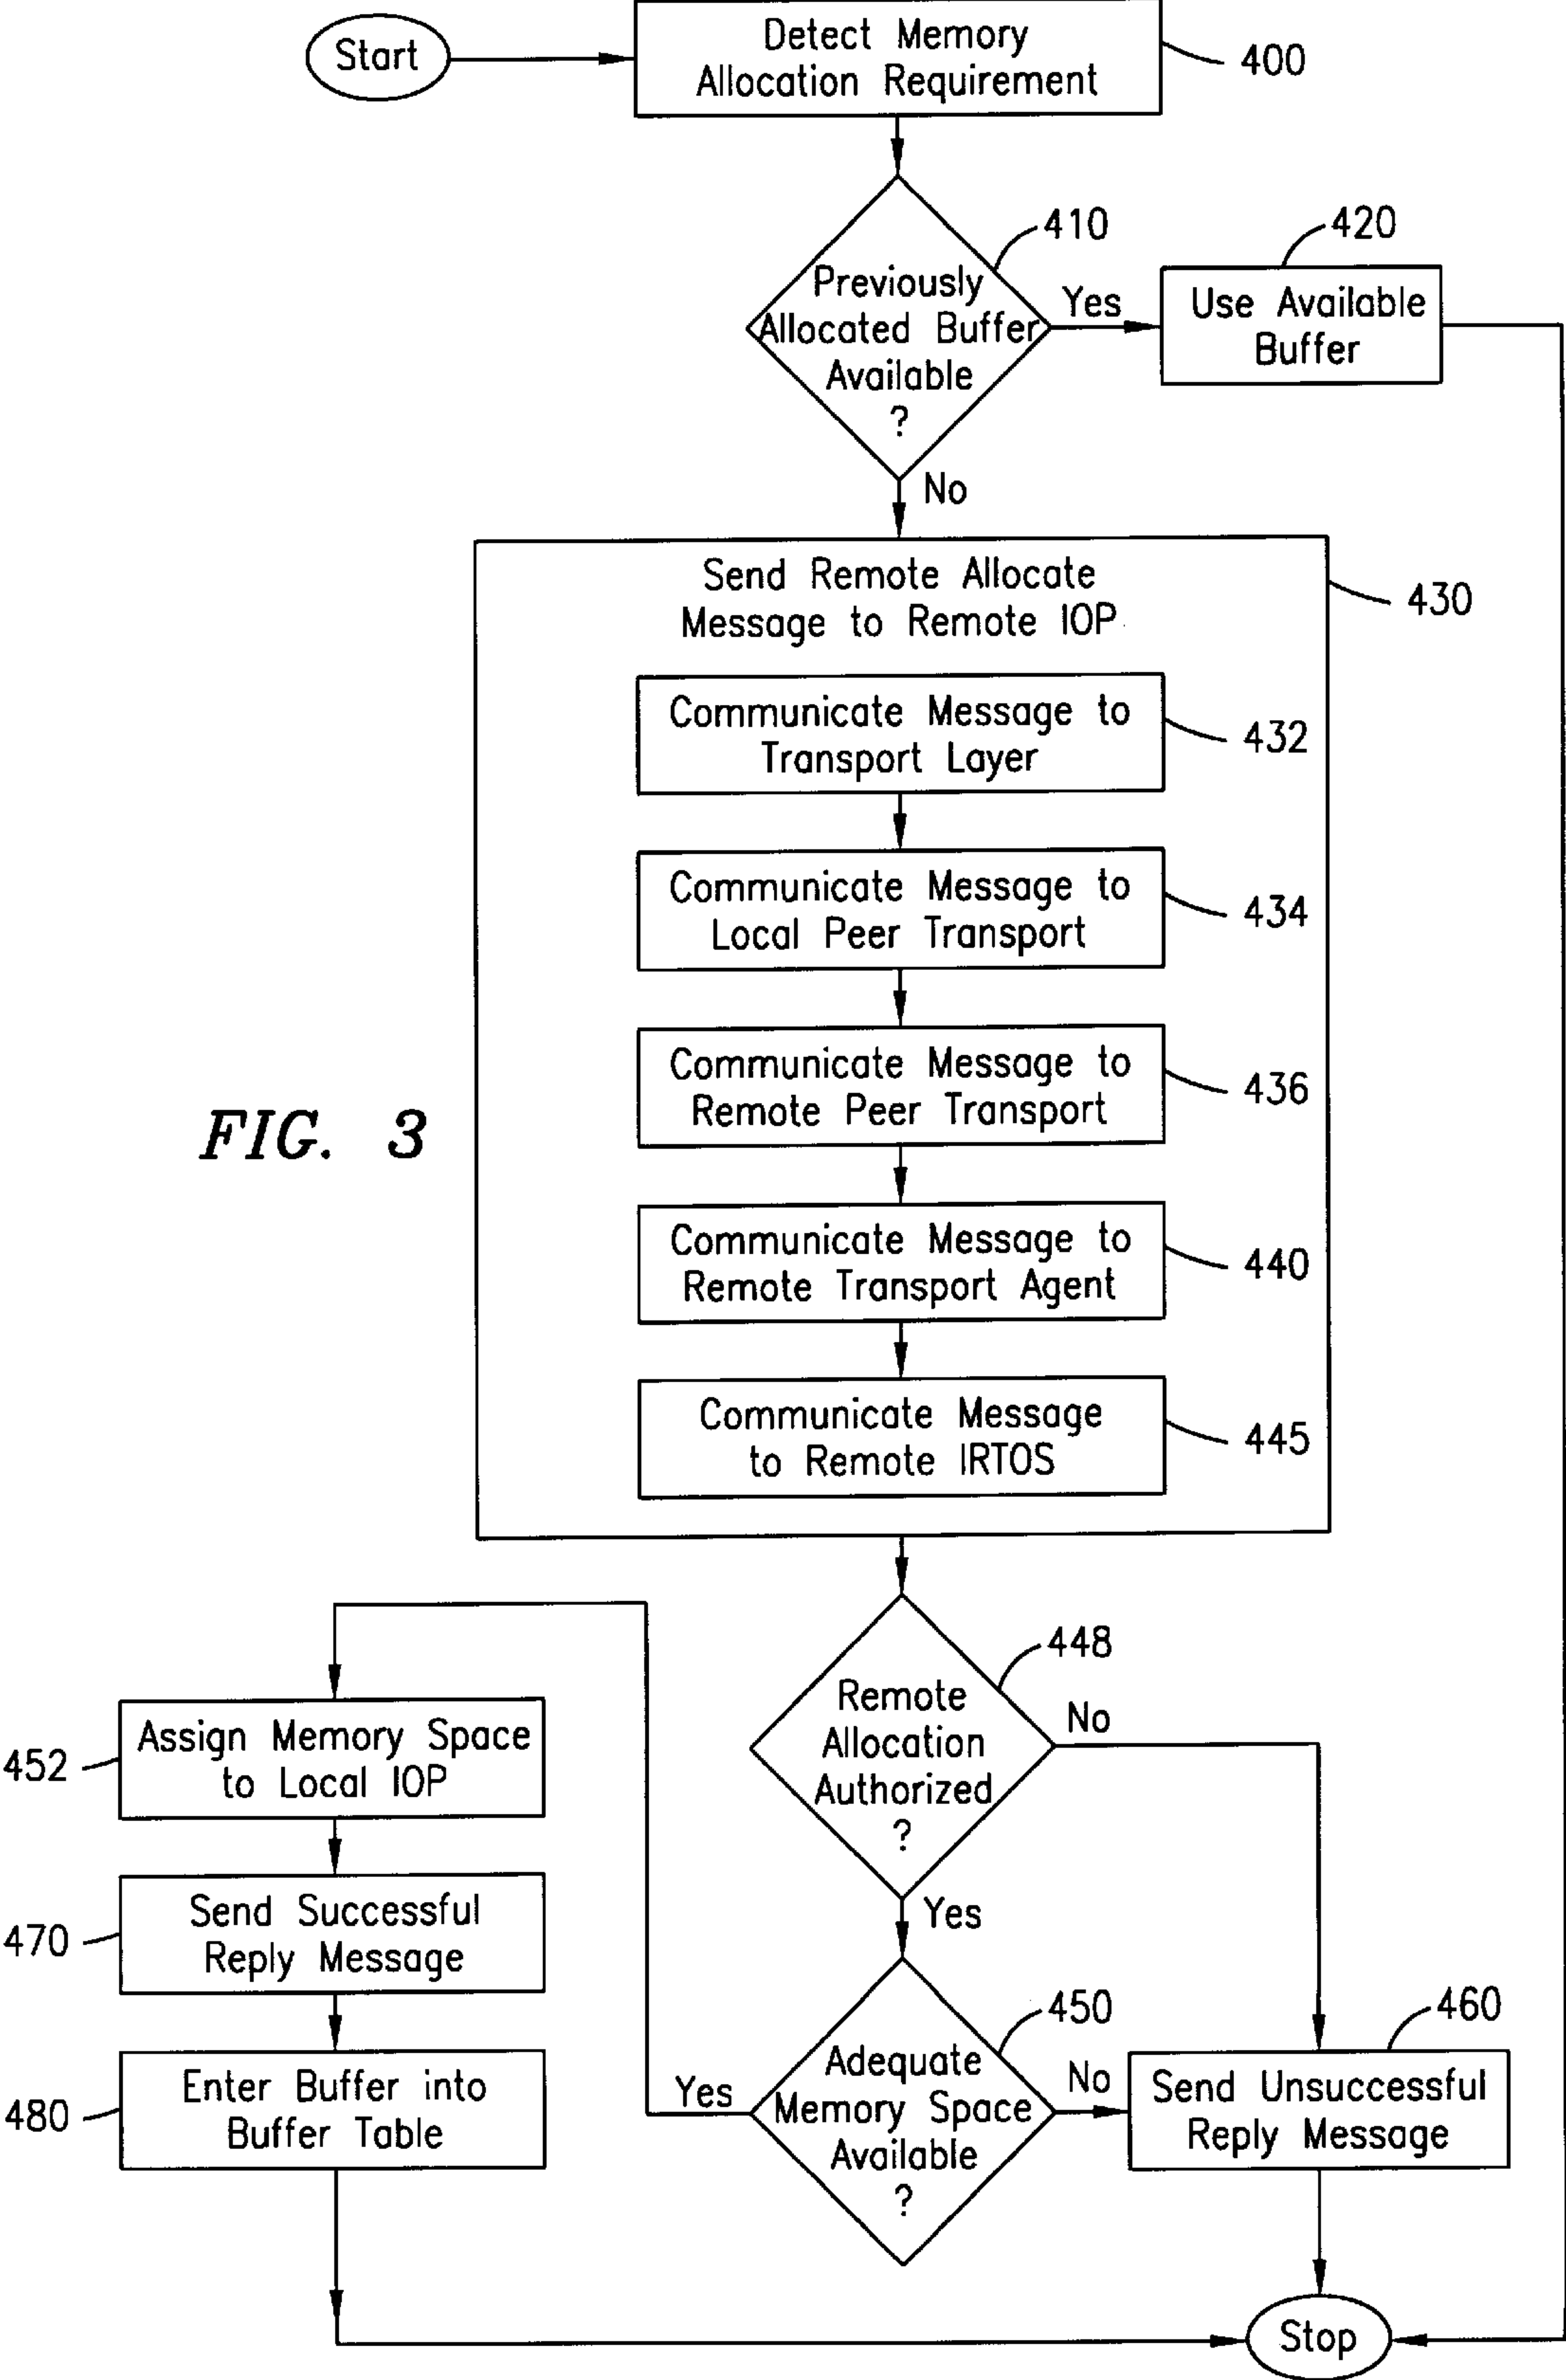 Start
Detect Memory
Allocation Requirement
400
410
Previously
Allocated Buffer
Available
?
Yes
420
Use Available
Buffer
No
Send Remote Allocate
Message to Remote IOP
430
Communicate Message to
Transport Layer
432
Communicate Message to
Local Peer Transport
434
Communicate Message to
Remote Peer Transport
436
FIG. 3
Communicate Message to
Remote Transport Agent
440
Communicate Message
to Remote IRTOS
445
448
Remote
Allocation
Authorized
?
No
Yes
450
Adequate
Memory Space
Available
?
No
Yes
460
Send Unsuccessful
Reply Message
452
Assign Memory Space
to Local IOP
470
Send Successful
Reply Message
480
Enter Buffer into
Buffer Table
Stop